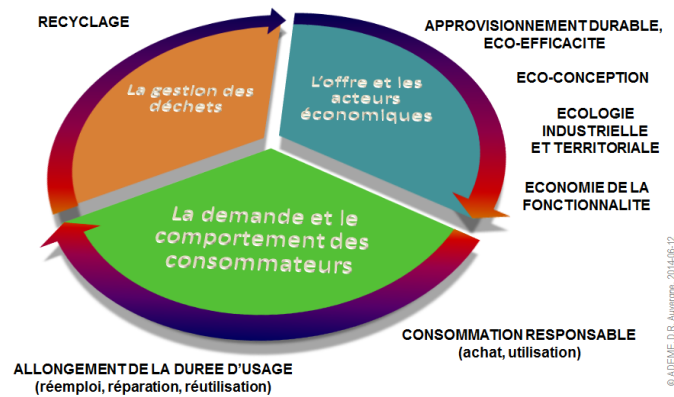 RECYCLAGE
APPROVISIONNEMENT DURABLE,
ECO-EFFICACITE
ECO-CONCEPTION
ECOLOGIE
INDUSTRIELLE
ET TERRITORIALE
ECONOMIE DE LA
FONCTIONNALITE
La gestion des
déchets
L'offre et les
acteurs
économiques
La demande et le
comportement des
consommateurs
CONSOMMATION RESPONSABLE
(achat, utilisation)
ALLONGEMENT DE LA DUREE D'USAGE
(réemploi, réparation, réutilisation)
© ADEME, D.R. Auvergne, 2014-06-12